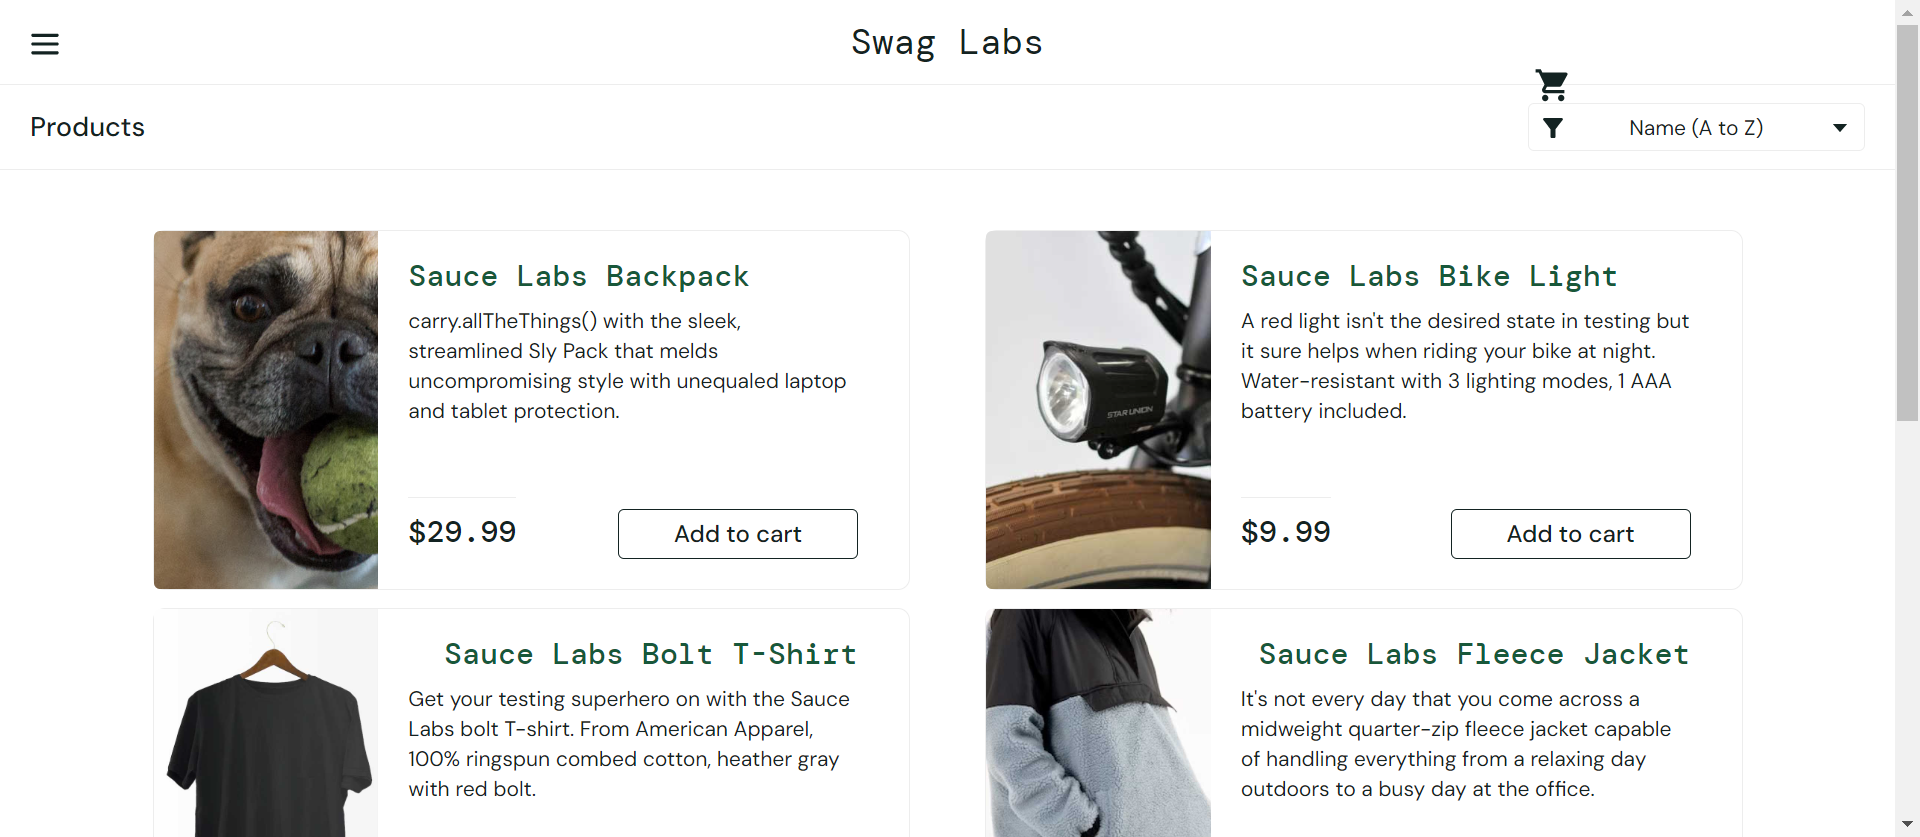 Swag Labs
Products
Name (A to Z)
Sauce Labs Backpack
carry.allTheThings() with the sleek,
streamlined Sly Pack that melds
uncompromising style with unequaled laptop
and tablet protection.
$29.99
Add to cart
Sauce Labs Bike Light
A red light isn't the desired state in testing but
it sure helps when riding your bike at night.
Water-resistant with 3 lighting modes, 1 AAA
battery included.
STAR UNION
$9.99
Add to cart
Sauce Labs Bolt T-Shirt
Get your testing superhero on with the Sauce
Labs bolt T-shirt. From American Apparel,
100% ringspun combed cotton, heather gray
with red bolt.
Sauce Labs Fleece Jacket
It's not every day that you come across a
midweight quarter-zip fleece jacket capable
of handling everything from a relaxing day
outdoors to a busy day at the office.